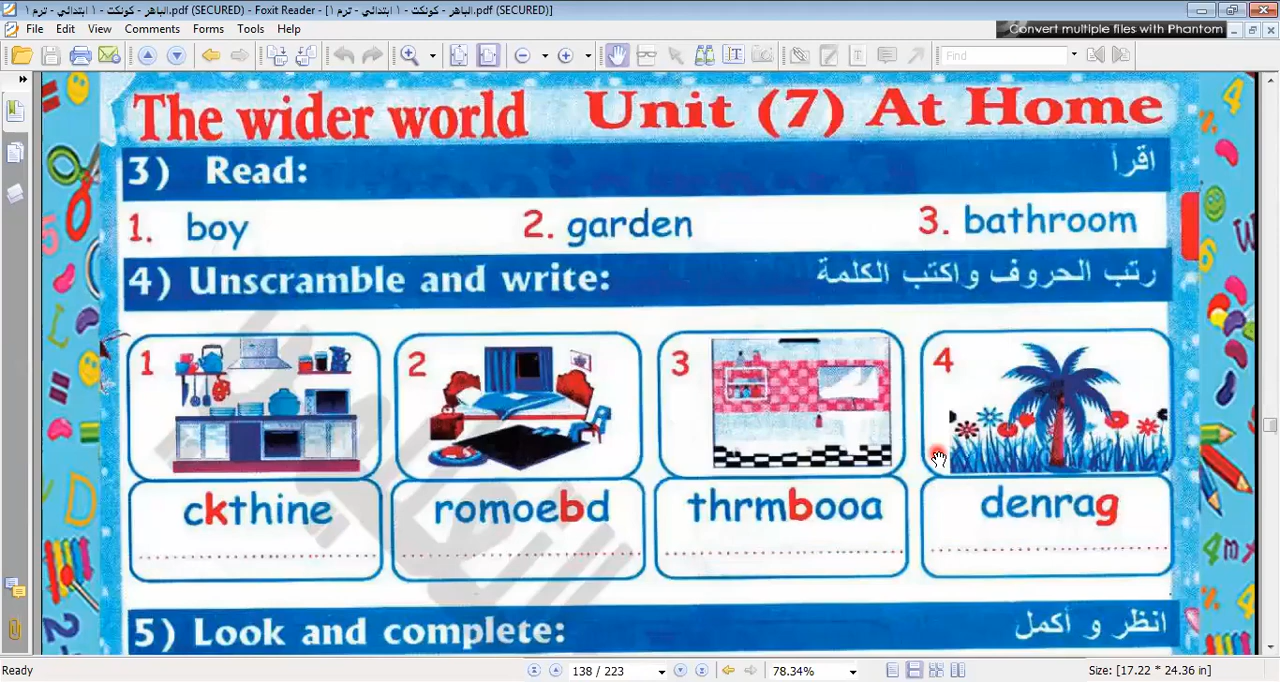 الباهر - كونكت - ١ ابتدائي - ترم ١.pdf (SECURED) - Foxit Reader - [الباهر - كونكت - ١ ابتدائي - ترم ١.pdf (SECURED)]
File Edit View Comments Forms Tools Help
Convert multiple files with Phantom
Find
The wider world Unit (7) At Home
3) Read: اقرأ
1. boy 2. garden 3. bathroom
4) Unscramble and write: رتب الحروف واكتب الكلمة
1 2 3 4
ckthine romoebd thrmbooa denrag
5) Look and complete: انظر و أكمل
Ready 138 / 223 78.34% Size: [17.22 * 24.36 in]